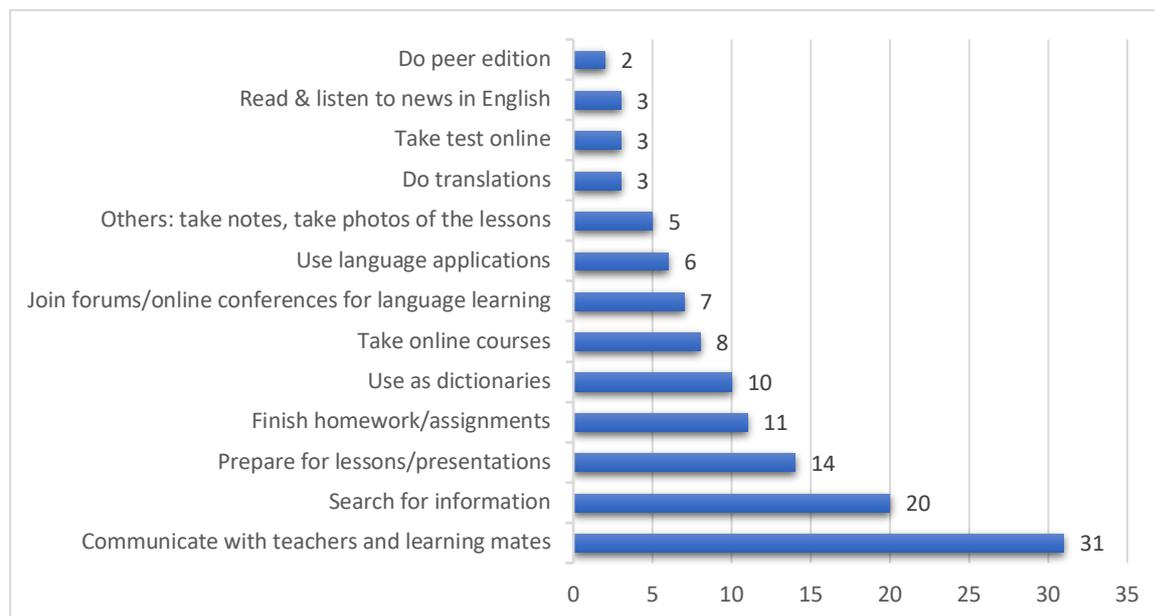 Do peer edition 2
Read & listen to news in English 3
Take test online 3
Do translations 3
Others: take notes, take photos of the lessons 5
Use language applications 6
Join forums/online conferences for language learning 7
Take online courses 8
Use as dictionaries 10
Finish homework/assignments 11
Prepare for lessons/presentations 14
Search for information 20
Communicate with teachers and learning mates 31
0 5 10 15 20 25 30 35